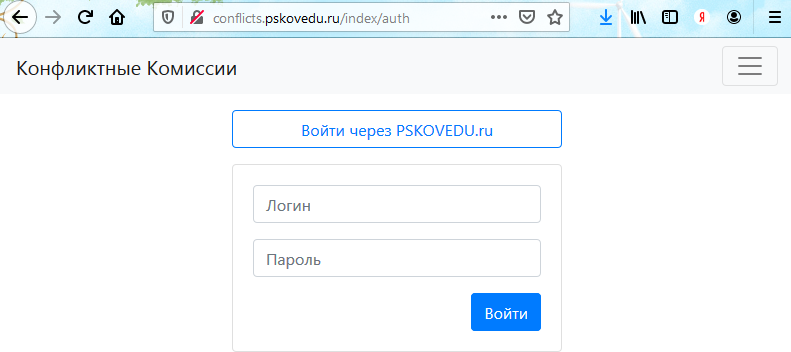 conflicts.pskovedu.ru/index/auth
Конфликтные Комиссии
Войти через PSKOVEDU.ru
Логин
Пароль
Войти